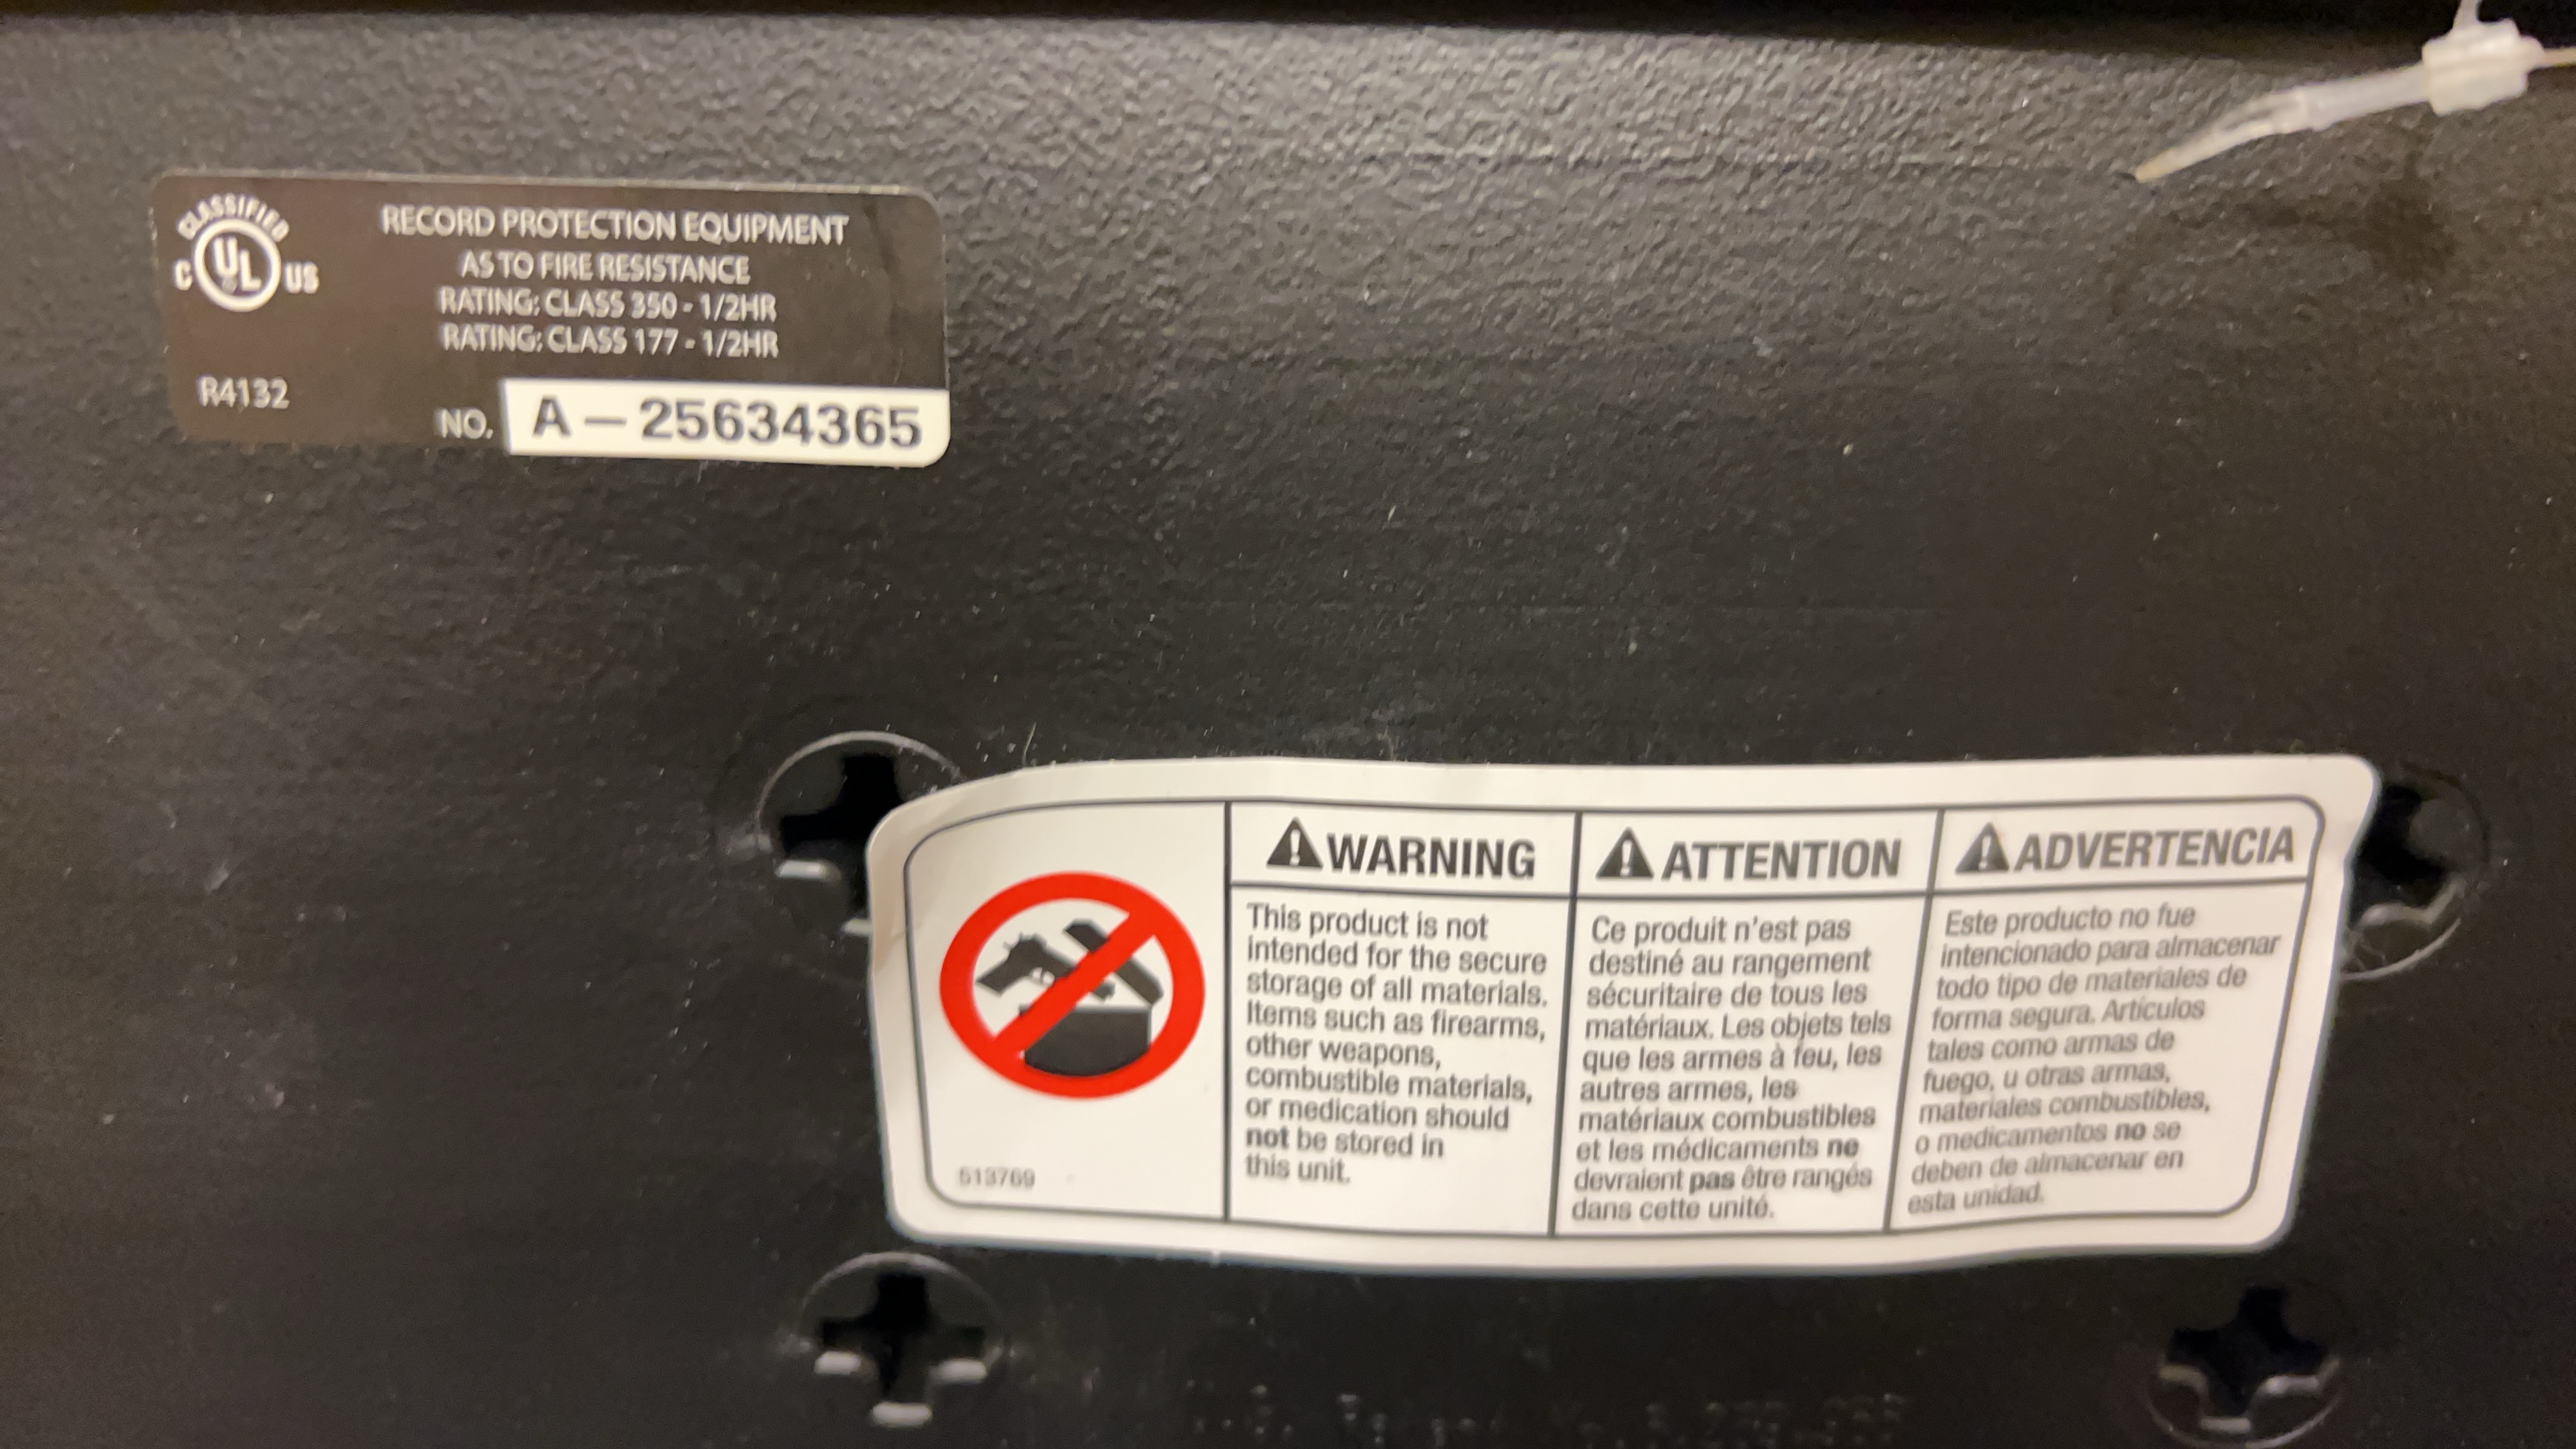 CLASSIFIED
C UL US
RECORD PROTECTION EQUIPMENT
AS TO FIRE RESISTANCE
RATING: CLASS 350 - 1/2HR
RATING: CLASS 177 - 1/2HR
R4132
NO. A — 25634365
WARNING
This product is not
intended for the secure
storage of all materials.
Items such as firearms,
other weapons,
combustible materials,
or medication should
not be stored in
this unit.
ATTENTION
Ce produit n'est pas
destiné au rangement
sécuritaire de tous les
matériaux. Les objets tels
que les armes à feu, les
autres armes, les
matériaux combustibles
et les médicaments ne
devraient pas être rangés
dans cette unité.
ADVERTENCIA
Este producto no fue
intencionado para almacenar
todo tipo de materiales de
forma segura. Artículos
tales como armas de
fuego, u otras armas,
materiales combustibles,
o medicamentos no se
deben de almacenar en
esta unidad.
513769